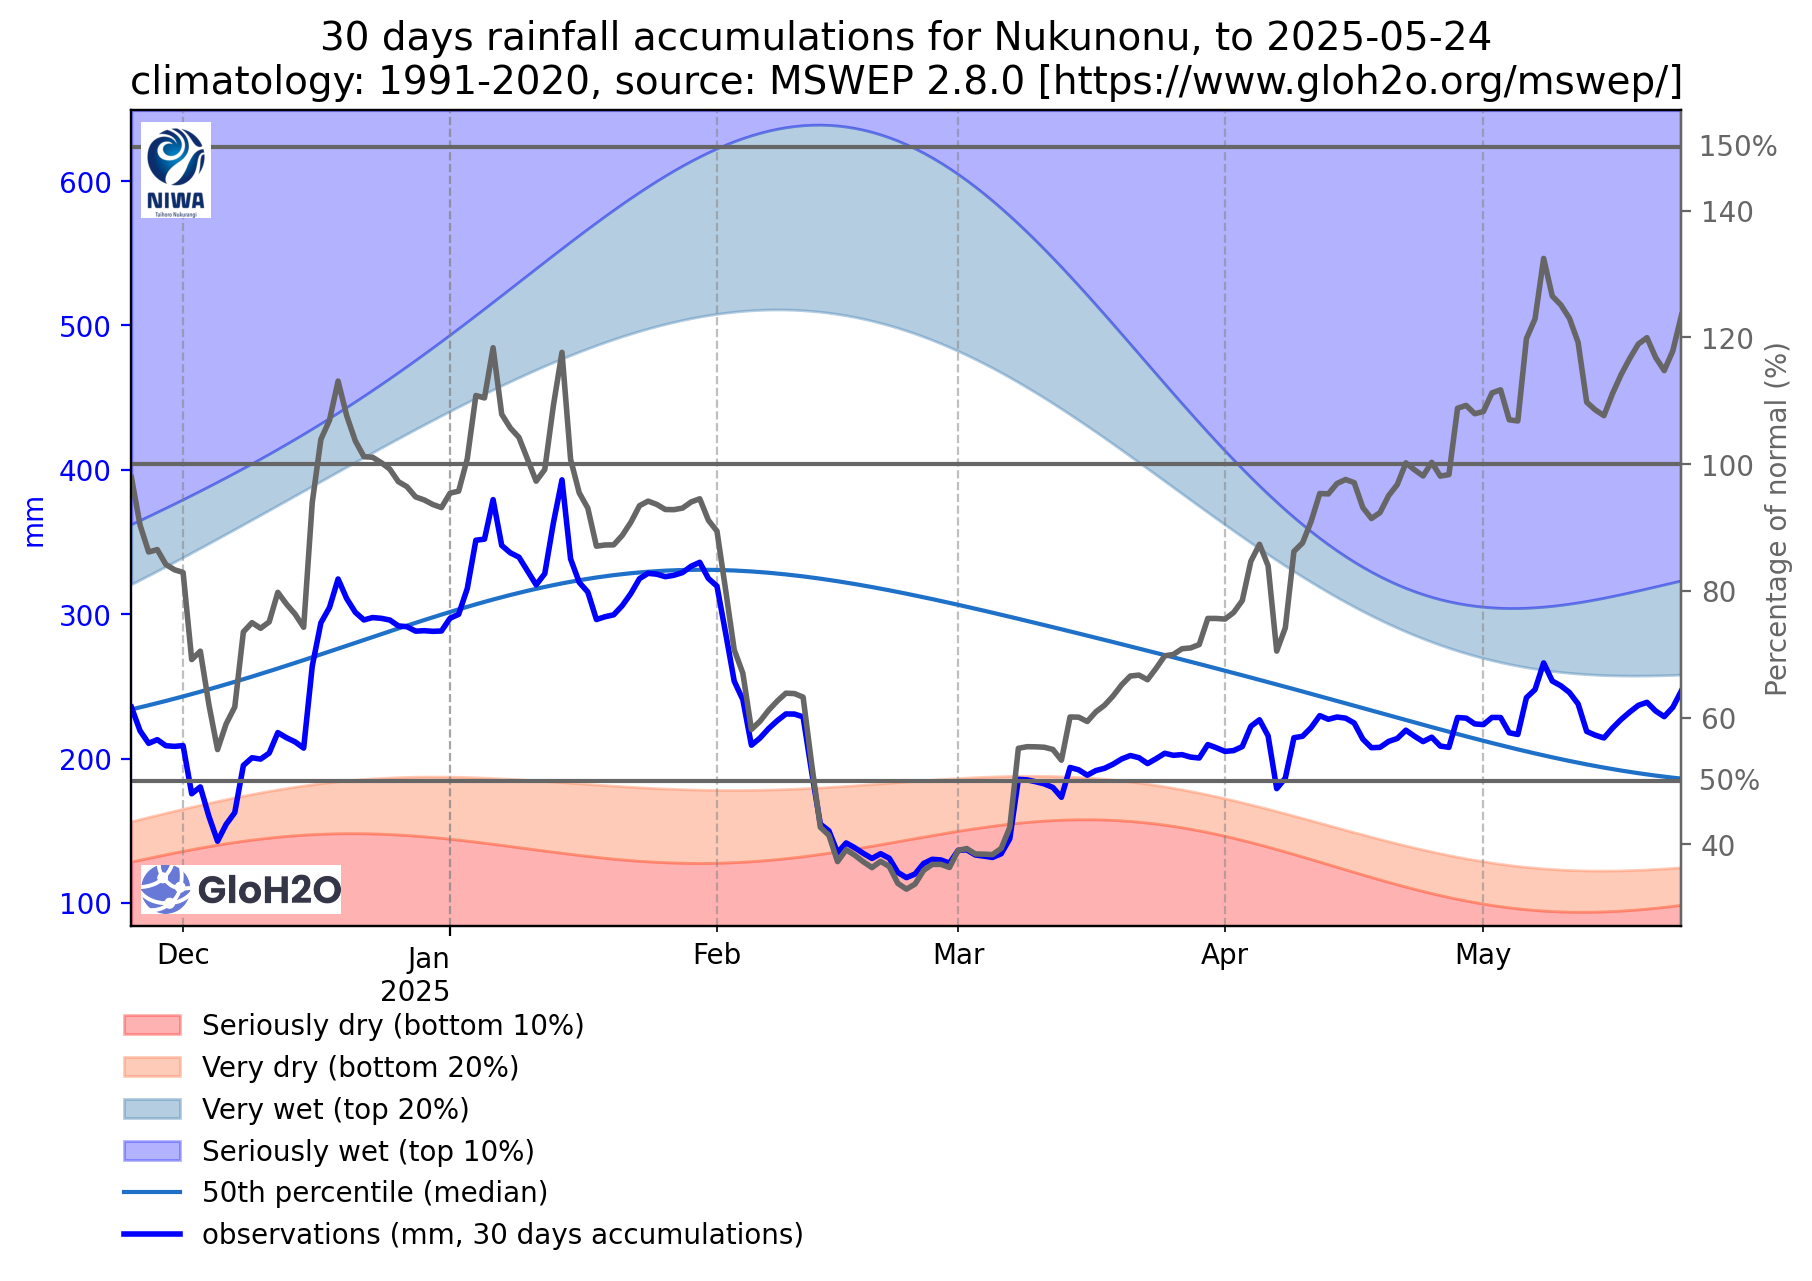 30 days rainfall accumulations for Nukunonu, to 2025-05-24
climatology: 1991-2020, source: MSWEP 2.8.0 [https://www.gloh2o.org/mswep/]
NIWA
Taihoro Nukurangi
600
500
400
300
200
100
mm
150%
140
120
100
80
60
50%
40
Percentage of normal (%)
GloH2O
Dec
Jan
2025
Feb
Mar
Apr
May
Seriously dry (bottom 10%)
Very dry (bottom 20%)
Very wet (top 20%)
Seriously wet (top 10%)
50th percentile (median)
observations (mm, 30 days accumulations)